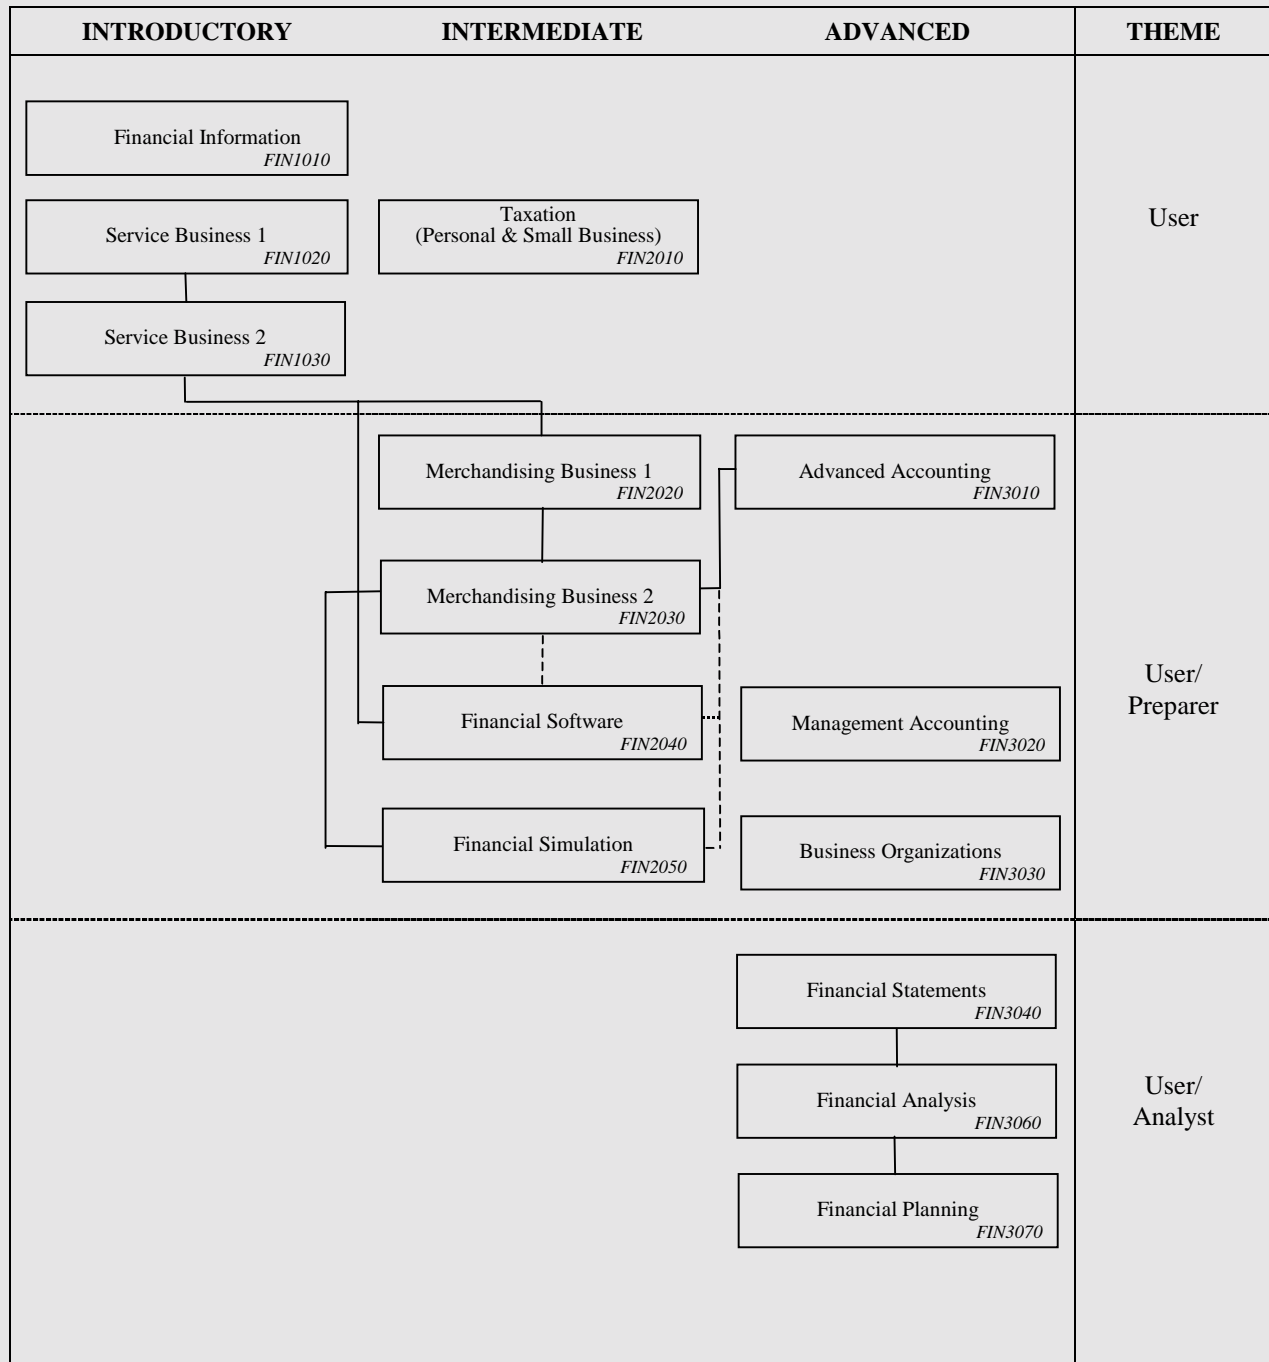 INTRODUCTORY INTERMEDIATE ADVANCED THEME
Financial Information
FIN1010
Service Business 1
FIN1020
Taxation
(Personal & Small Business)
FIN2010
User
Service Business 2
FIN1030
Merchandising Business 1
FIN2020
Advanced Accounting
FIN3010
Merchandising Business 2
FIN2030
User/
Preparer
Financial Software
FIN2040
Management Accounting
FIN3020
Financial Simulation
FIN2050
Business Organizations
FIN3030
Financial Statements
FIN3040
Financial Analysis
FIN3060
User/
Analyst
Financial Planning
FIN3070